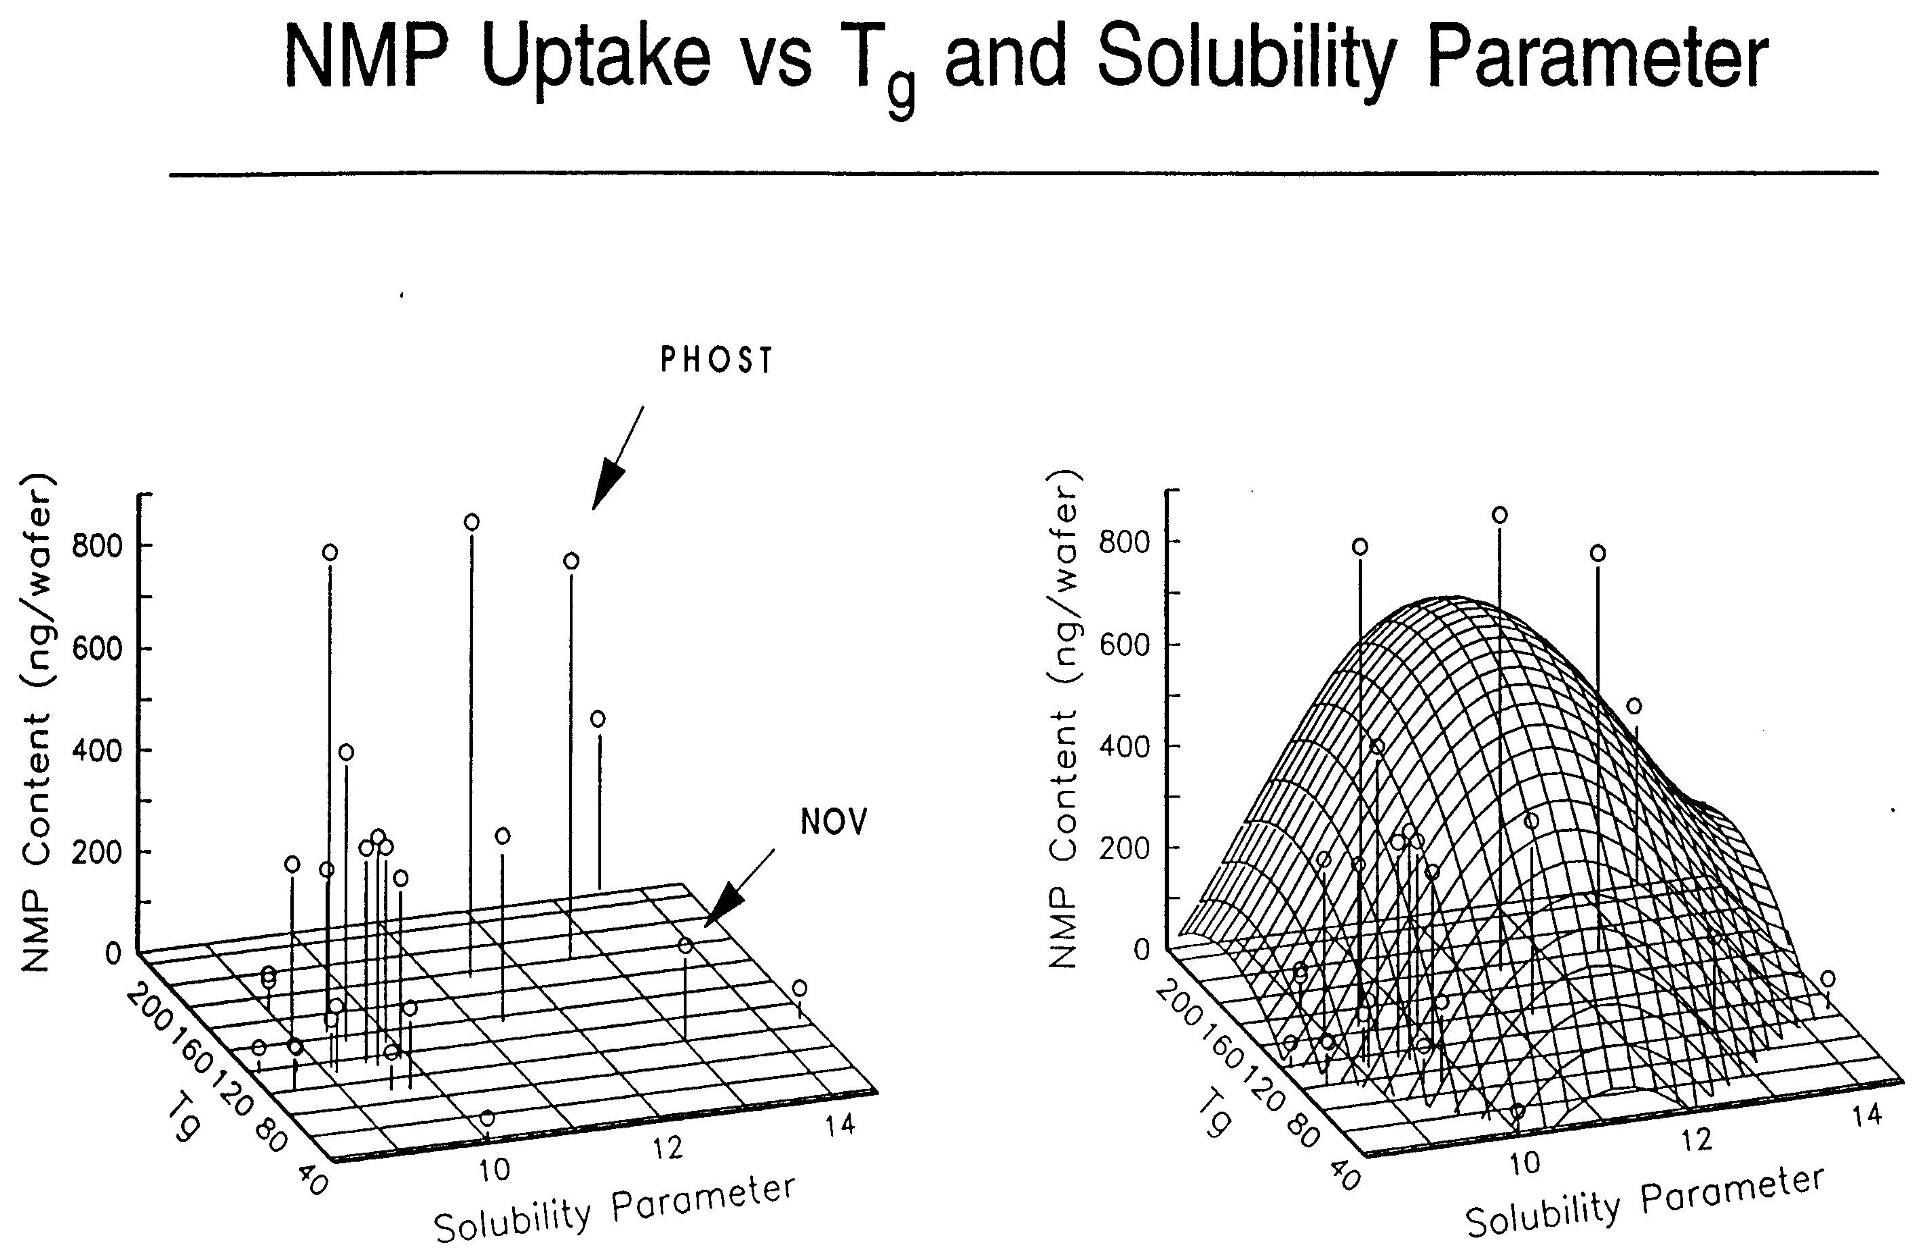 NMP Uptake vs Tg and Solubility Parameter
PHOST
NOV
NMP Content (ng/wafer)
800
600
400
200
0
200
160
120
80
40
Tg
10
12
14
Solubility Parameter
NMP Content (ng/wafer)
800
600
400
200
0
200
160
120
80
40
Tg
10
12
14
Solubility Parameter